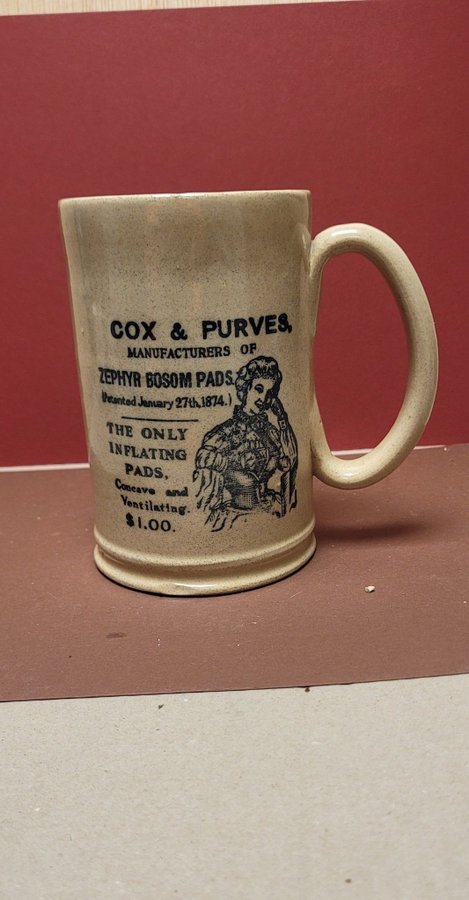 COX & PURVES,
MANUFACTURERS OF
ZEPHYR BOSOM PADS.
(Patented January 27th, 1874.)
THE ONLY
INFLATING
PADS,
Concave and
Ventilating.
$1.00.